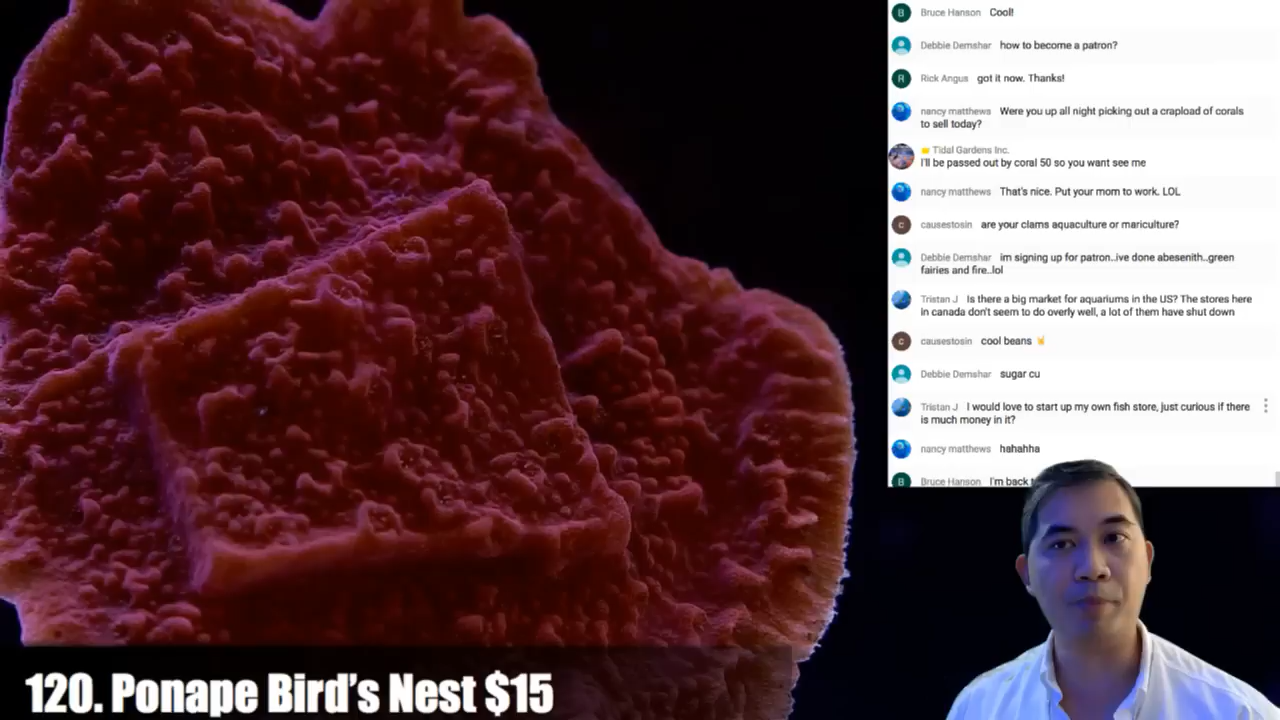 B Bruce Hanson Cool!
Debbie Demshar how to become a patron?
R Rick Angus got it now. Thanks!
nancy matthews Were you up all night picking out a crapload of corals
to sell today?
Tidal Gardens Inc.
I'll be passed out by coral 50 so you want see me
nancy matthews That's nice. Put your mom to work. LOL
c causestosin are your clams aquaculture or mariculture?
Debbie Demshar im signing up for patron..ive done abesenith..green
fairies and fire..lol
Tristan J Is there a big market for aquariums in the US? The stores here
in canada don't seem to do overly well, a lot of them have shut down
c causestosin cool beans
Debbie Demshar sugar cu
Tristan J I would love to start up my own fish store, just curious if there
is much money in it?
nancy matthews hahahha
B Bruce Hanson I'm back
120. Ponape Bird's Nest $15